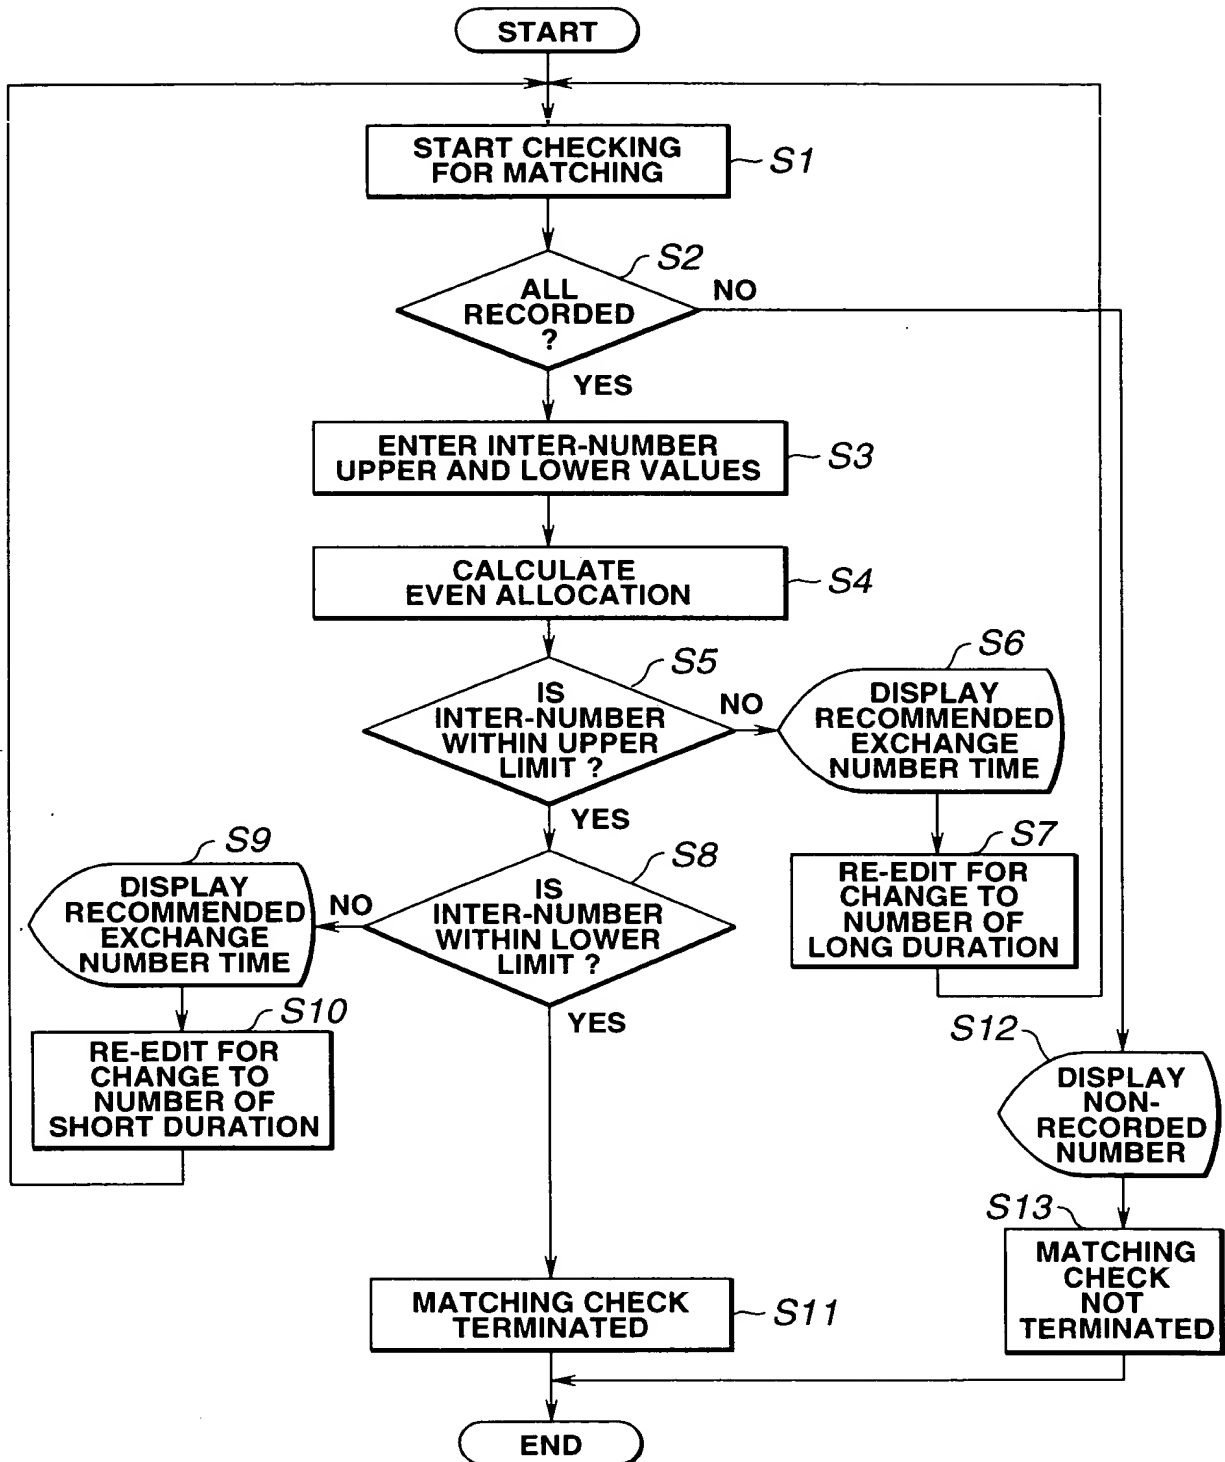 START
START CHECKING
FOR MATCHING
S1
S2
ALL
RECORDED
?
NO
YES
ENTER INTER-NUMBER
UPPER AND LOWER VALUES
S3
CALCULATE
EVEN ALLOCATION
S4
S5
IS
INTER-NUMBER
WITHIN UPPER
LIMIT ?
NO
YES
S6
DISPLAY
RECOMMENDED
EXCHANGE
NUMBER TIME
S7
RE-EDIT FOR
CHANGE TO
NUMBER OF
LONG DURATION
S8
IS
INTER-NUMBER
WITHIN LOWER
LIMIT ?
NO
YES
S9
DISPLAY
RECOMMENDED
EXCHANGE
NUMBER TIME
S10
RE-EDIT FOR
CHANGE TO
NUMBER OF
SHORT DURATION
S12
DISPLAY
NON-
RECORDED
NUMBER
S13
MATCHING
CHECK
NOT
TERMINATED
MATCHING CHECK
TERMINATED
S11
END